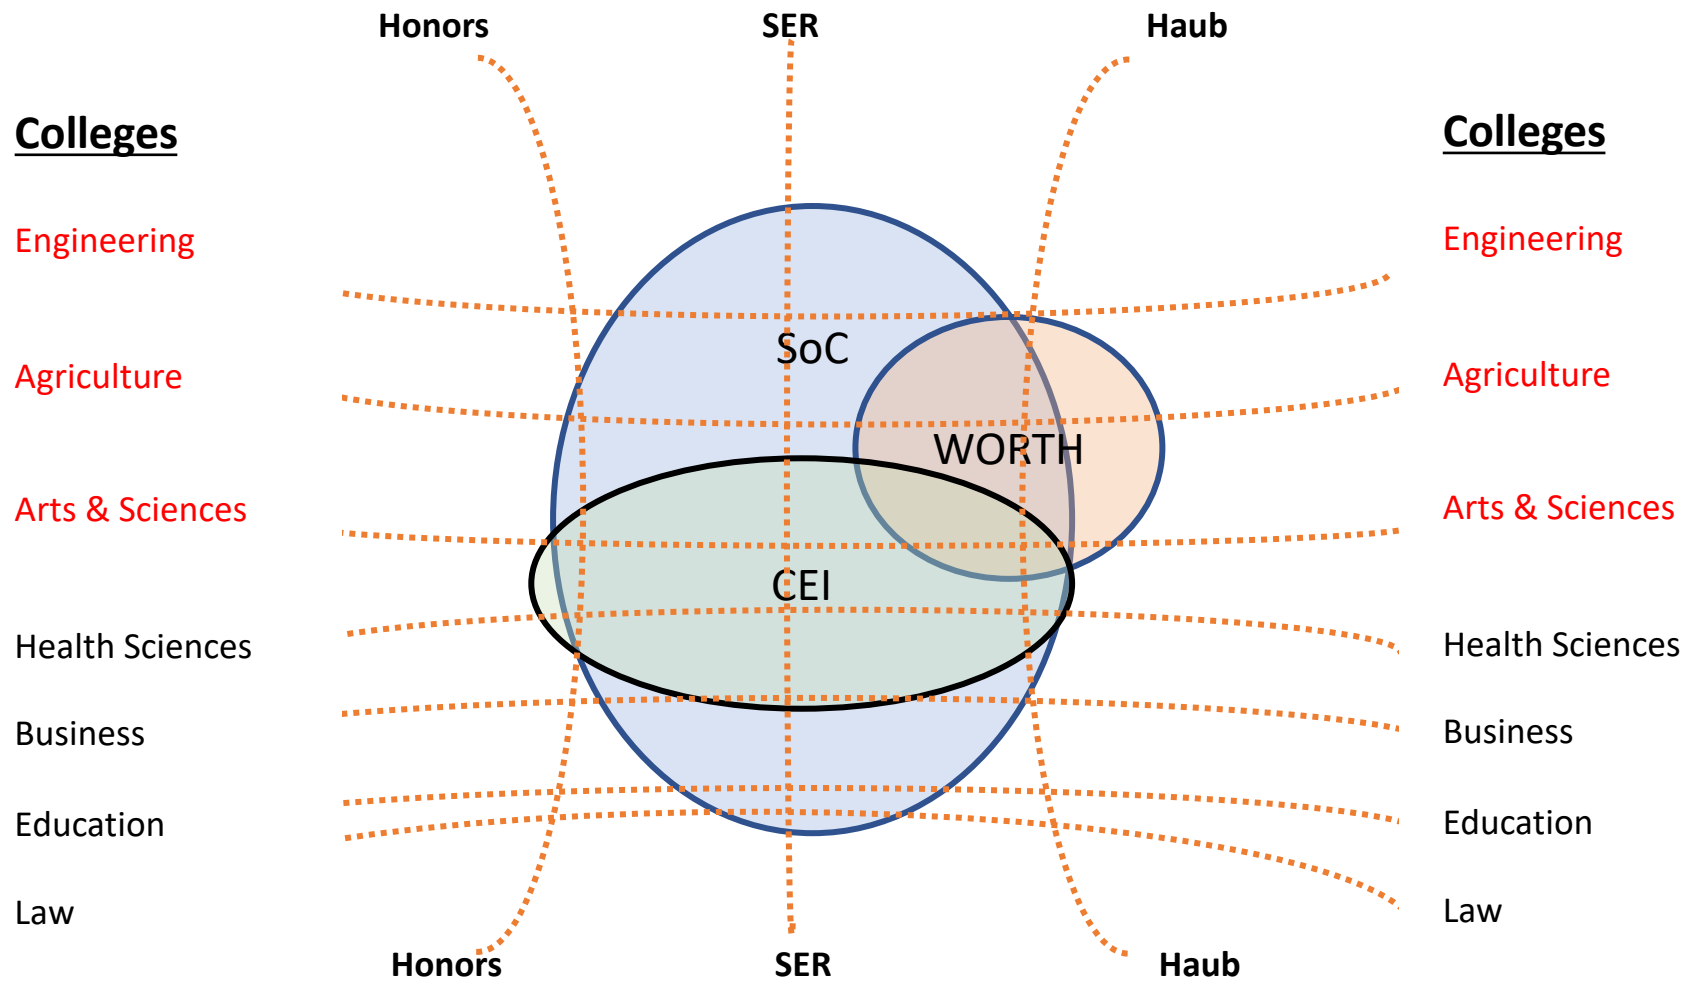 Honors
SER
Haub
Colleges
Colleges
Engineering
Engineering
SoC
Agriculture
Agriculture
WORTH
Arts & Sciences
Arts & Sciences
CEI
Health Sciences
Health Sciences
Business
Business
Education
Education
Law
Law
Honors
SER
Haub